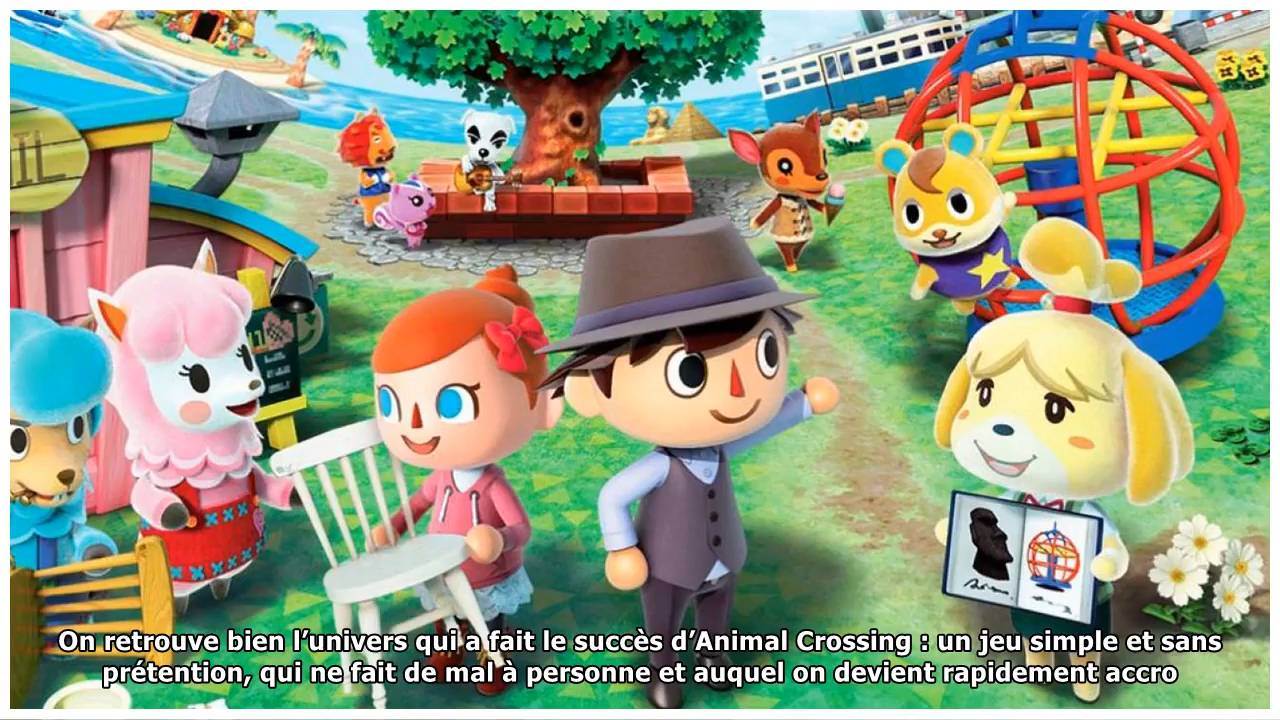 IL
On retrouve bien l’univers qui a fait le succès d’Animal Crossing : un jeu simple et sans
prétention, qui ne fait de mal à personne et auquel on devient rapidement accro